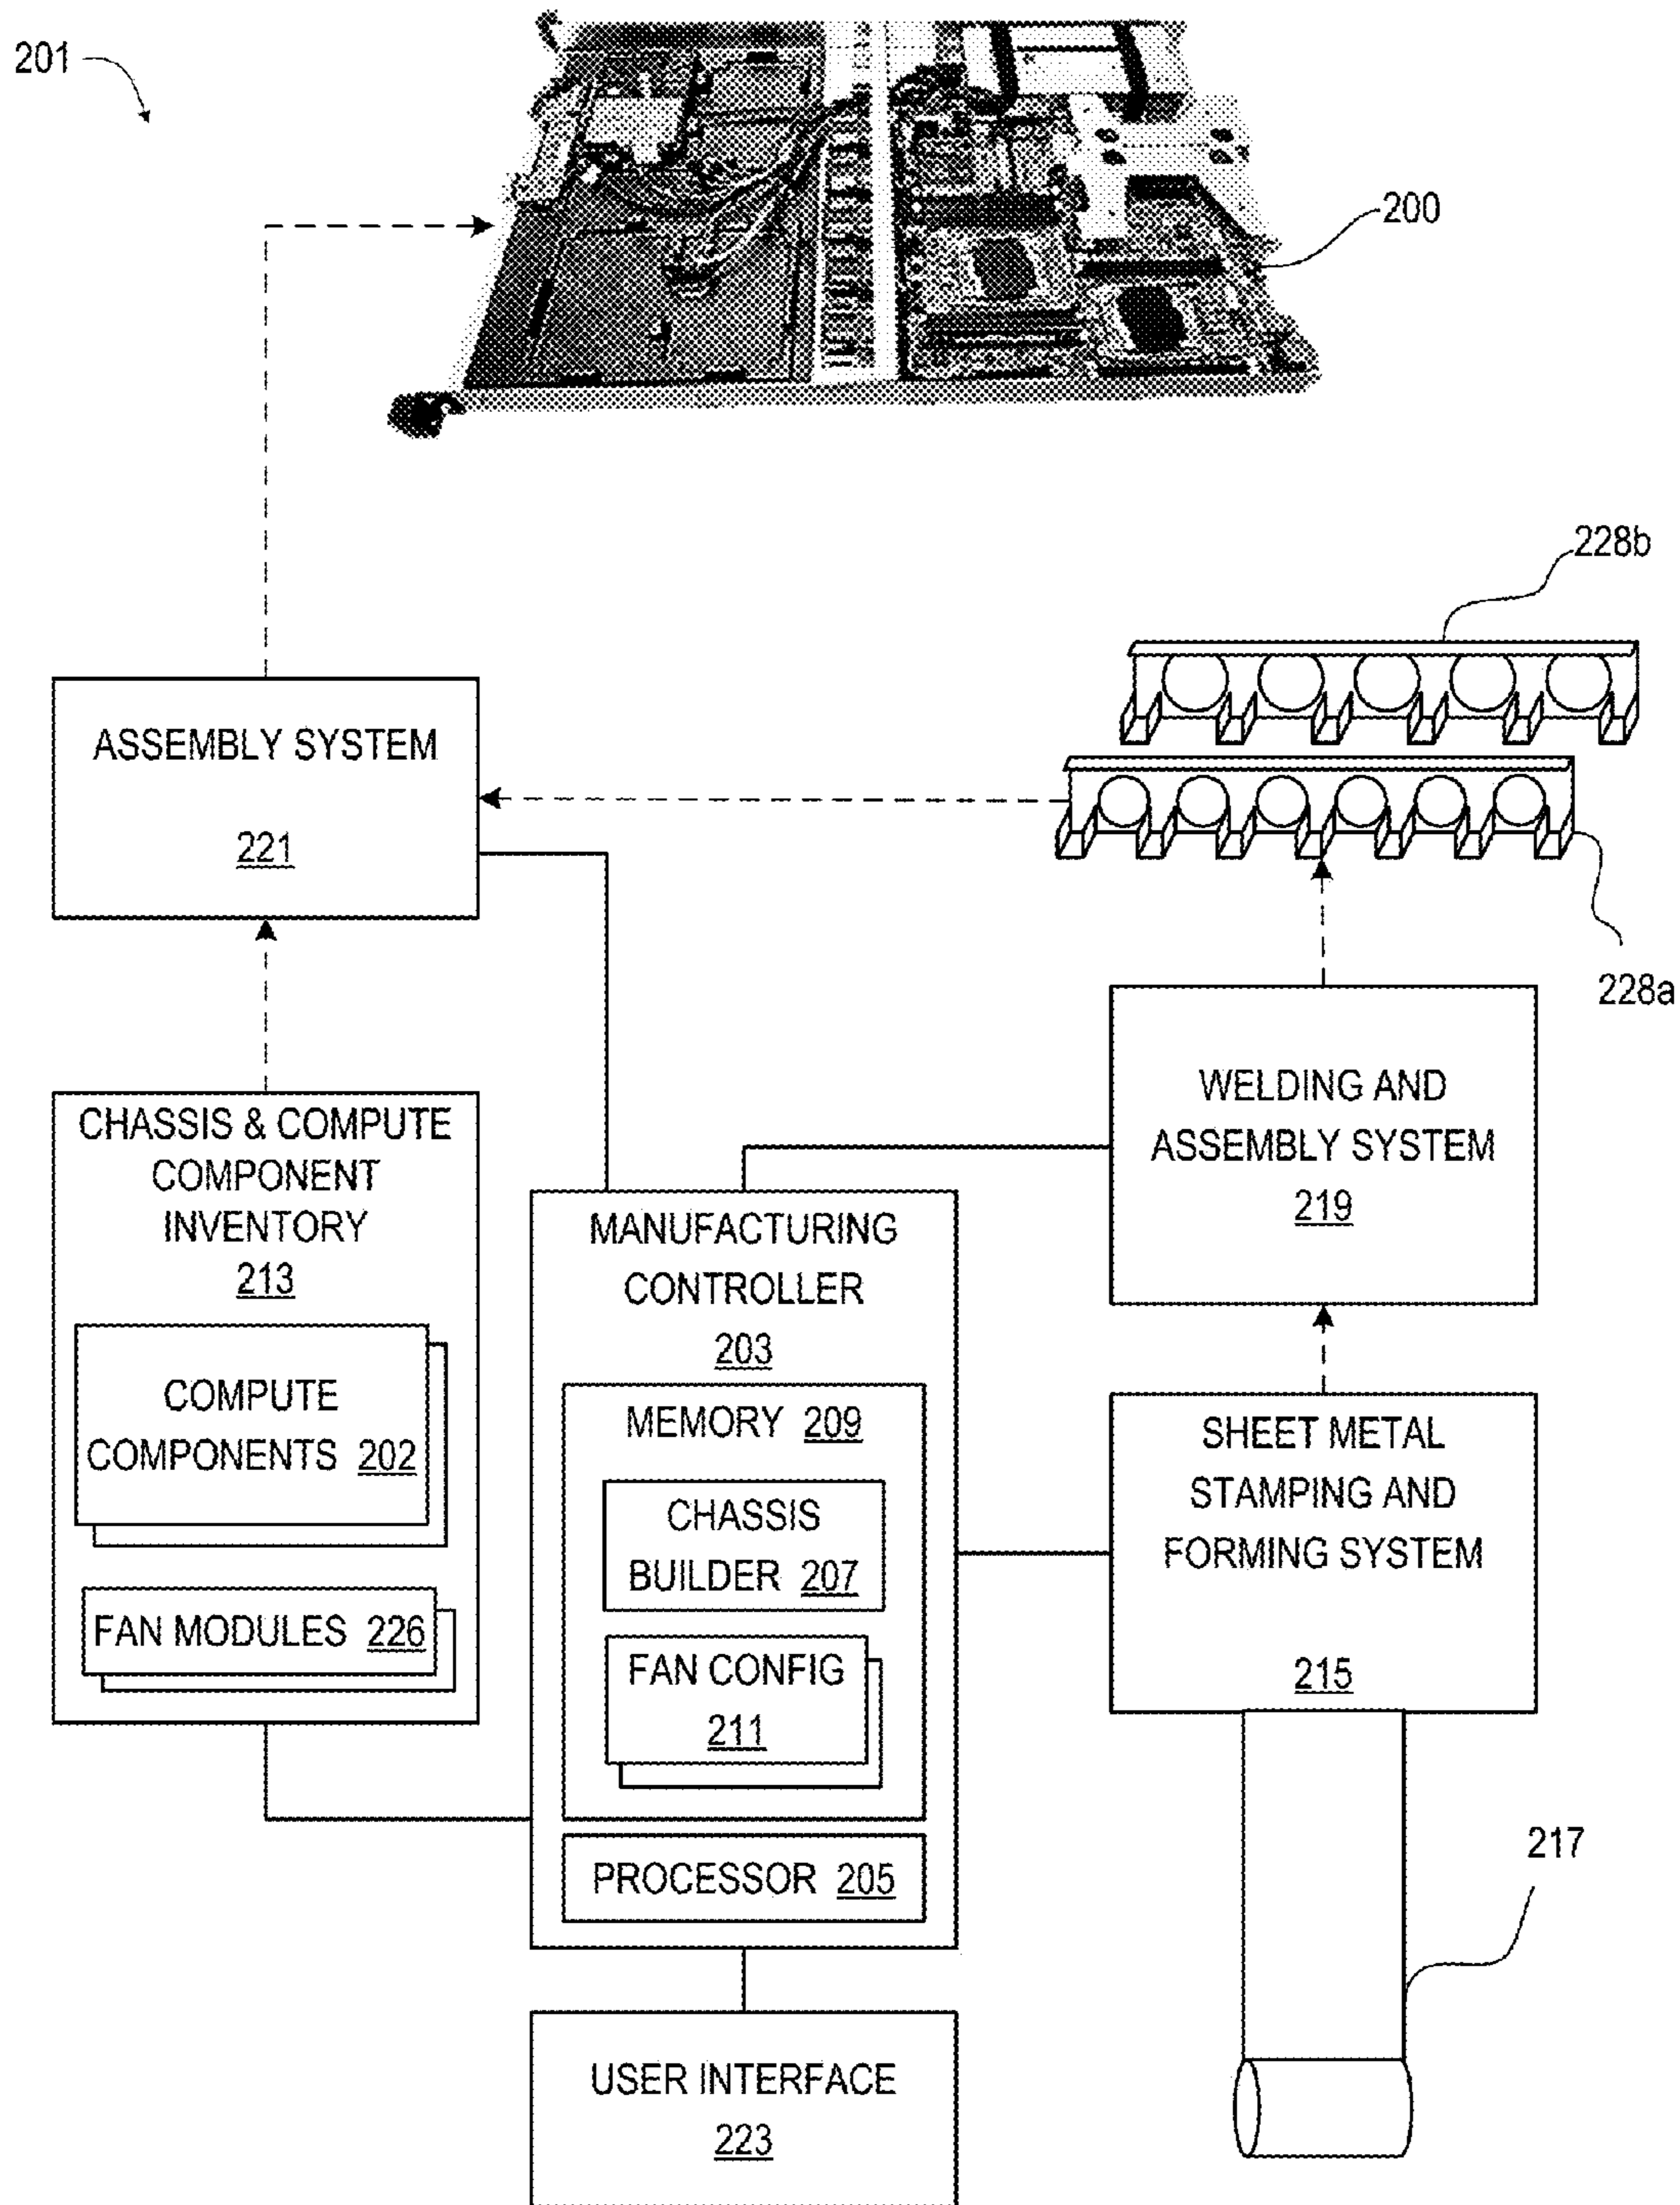 201
200
228b
228a
ASSEMBLY SYSTEM
221
CHASSIS & COMPUTE
COMPONENT
INVENTORY
213
COMPUTE
COMPONENTS 202
FAN MODULES 226
MANUFACTURING
CONTROLLER
203
MEMORY 209
CHASSIS
BUILDER 207
FAN CONFIG
211
PROCESSOR 205
WELDING AND
ASSEMBLY SYSTEM
219
SHEET METAL
STAMPING AND
FORMING SYSTEM
215
217
USER INTERFACE
223